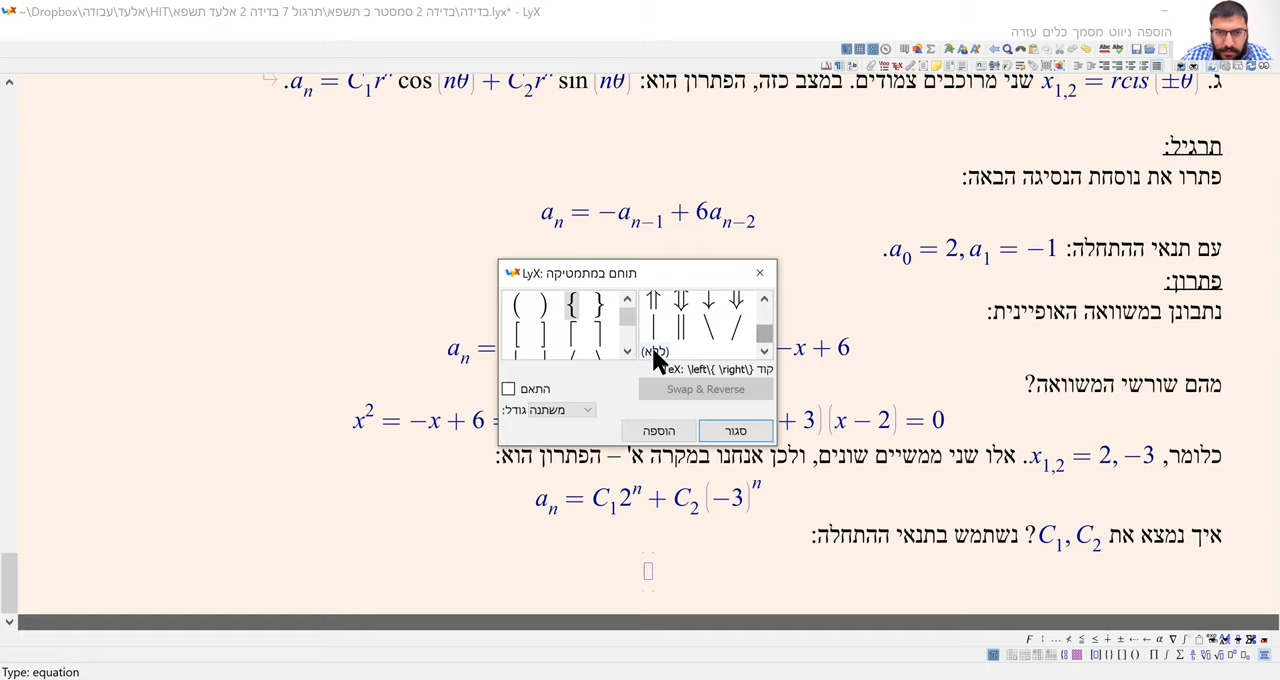 ~\Dropbox\עבודה\אלעד\HIT\בדידה\בדידה 2 סמסטר ב תשפא\תרגול 7 בדידה 2 אלעד תשפא.lyx* - LyX
הוספה ניווט מסמך כלים עזרה
ג. x_{1,2} = rcis(±θ) שני מרוכבים צמודים. במצב כזה, הפתרון הוא: a_n = C_1r^n cos(nθ) + C_2r^n sin(nθ).
תרגיל:
פתרו את נוסחת הנסיגה הבאה:
a_n = −a_{n−1} + 6a_{n−2}
עם תנאי ההתחלה: a_0 = 2, a_1 = −1.
פתרון:
נתבונן במשוואה האופיינית:
a_n = −x + 6
מהם שורשי המשוואה?
x^2 = −x + 6 + 3)(x − 2) = 0
כלומר, x_{1,2} = 2, −3. אלו שני ממשיים שונים, ולכן אנחנו במקרה א' – הפתרון הוא:
a_n = C_1 2^n + C_2 (−3)^n
איך נמצא את C_1, C_2? נשתמש בתנאי ההתחלה:
LyX: תוחם במתמטיקה
( ) { } ⇑ ⇕ ↓ ⇓
[ ] ⌈ ⌉ | ‖ \ /
(ללא)
קוד TeX: \left\{ \right\}
התאם
Swap & Reverse
גודל: משתנה
הוספה
סגור
Type: equation